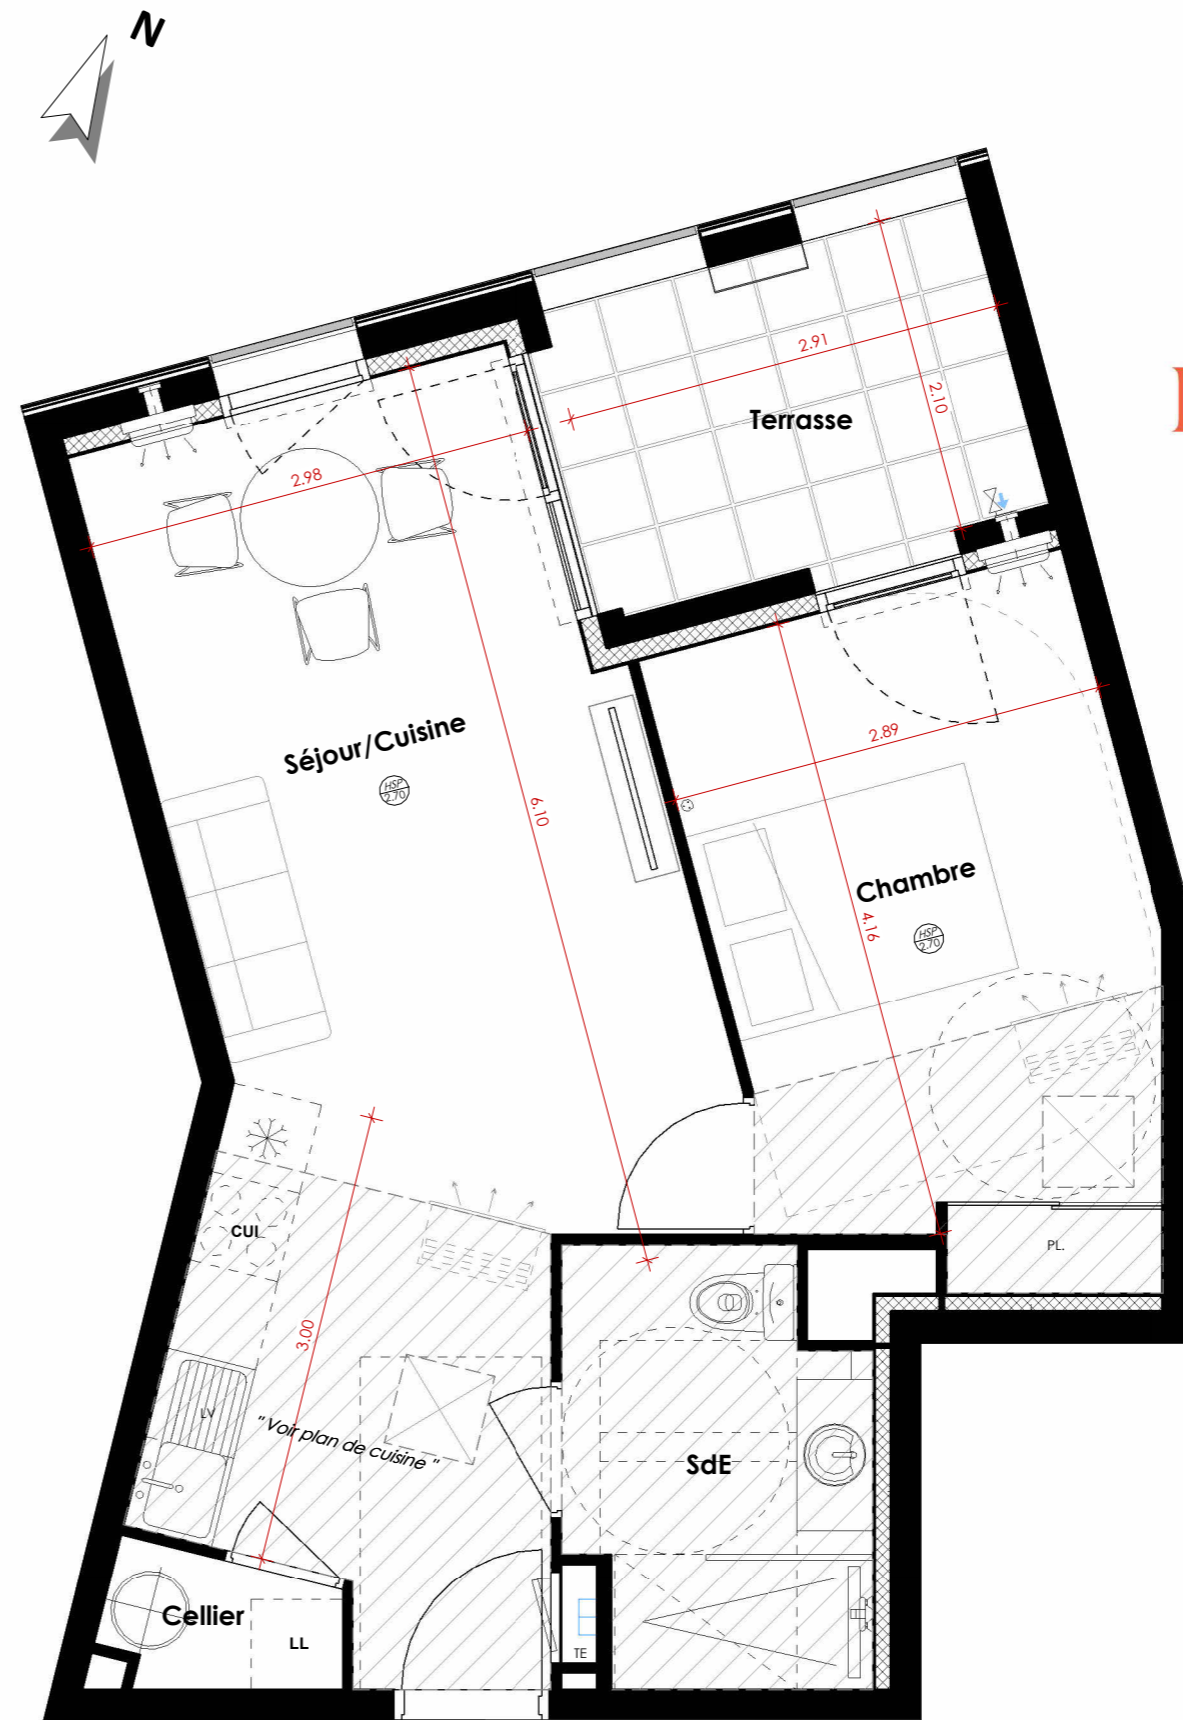 N
2.91
2.10
Terrasse
2.98
Séjour/Cuisine
HSP
2.70
6.10
2.89
Chambre
4.16
HSP
2.70
CUI
PL.
3.00
LV
"Voir plan de cuisine "
SdE
Cellier
LL
TE